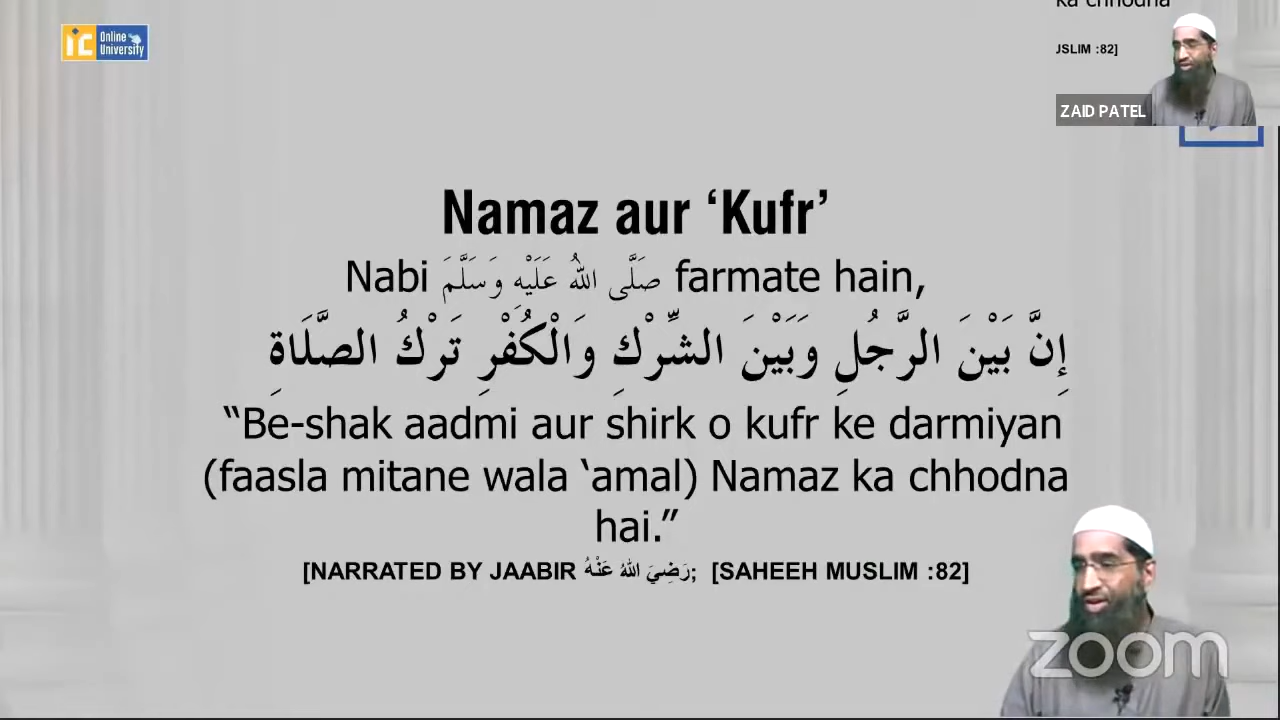 iC Online University
ka chhodna
JSLIM :82]
ZAID PATEL
Namaz aur ‘Kufr’
Nabi صَلَّى اللهُ عَلَيْهِ وَسَلَّمَ farmate hain,
إِنَّ بَيْنَ الرَّجُلِ وَبَيْنَ الشِّرْكِ وَالْكُفْرِ تَرْكُ الصَّلَاةِ
“Be-shak aadmi aur shirk o kufr ke darmiyan
(faasla mitane wala ‘amal) Namaz ka chhodna
hai.”
[NARRATED BY JAABIR رَضِيَ اللهُ عَنْهُ; [SAHEEH MUSLIM :82]
zoom